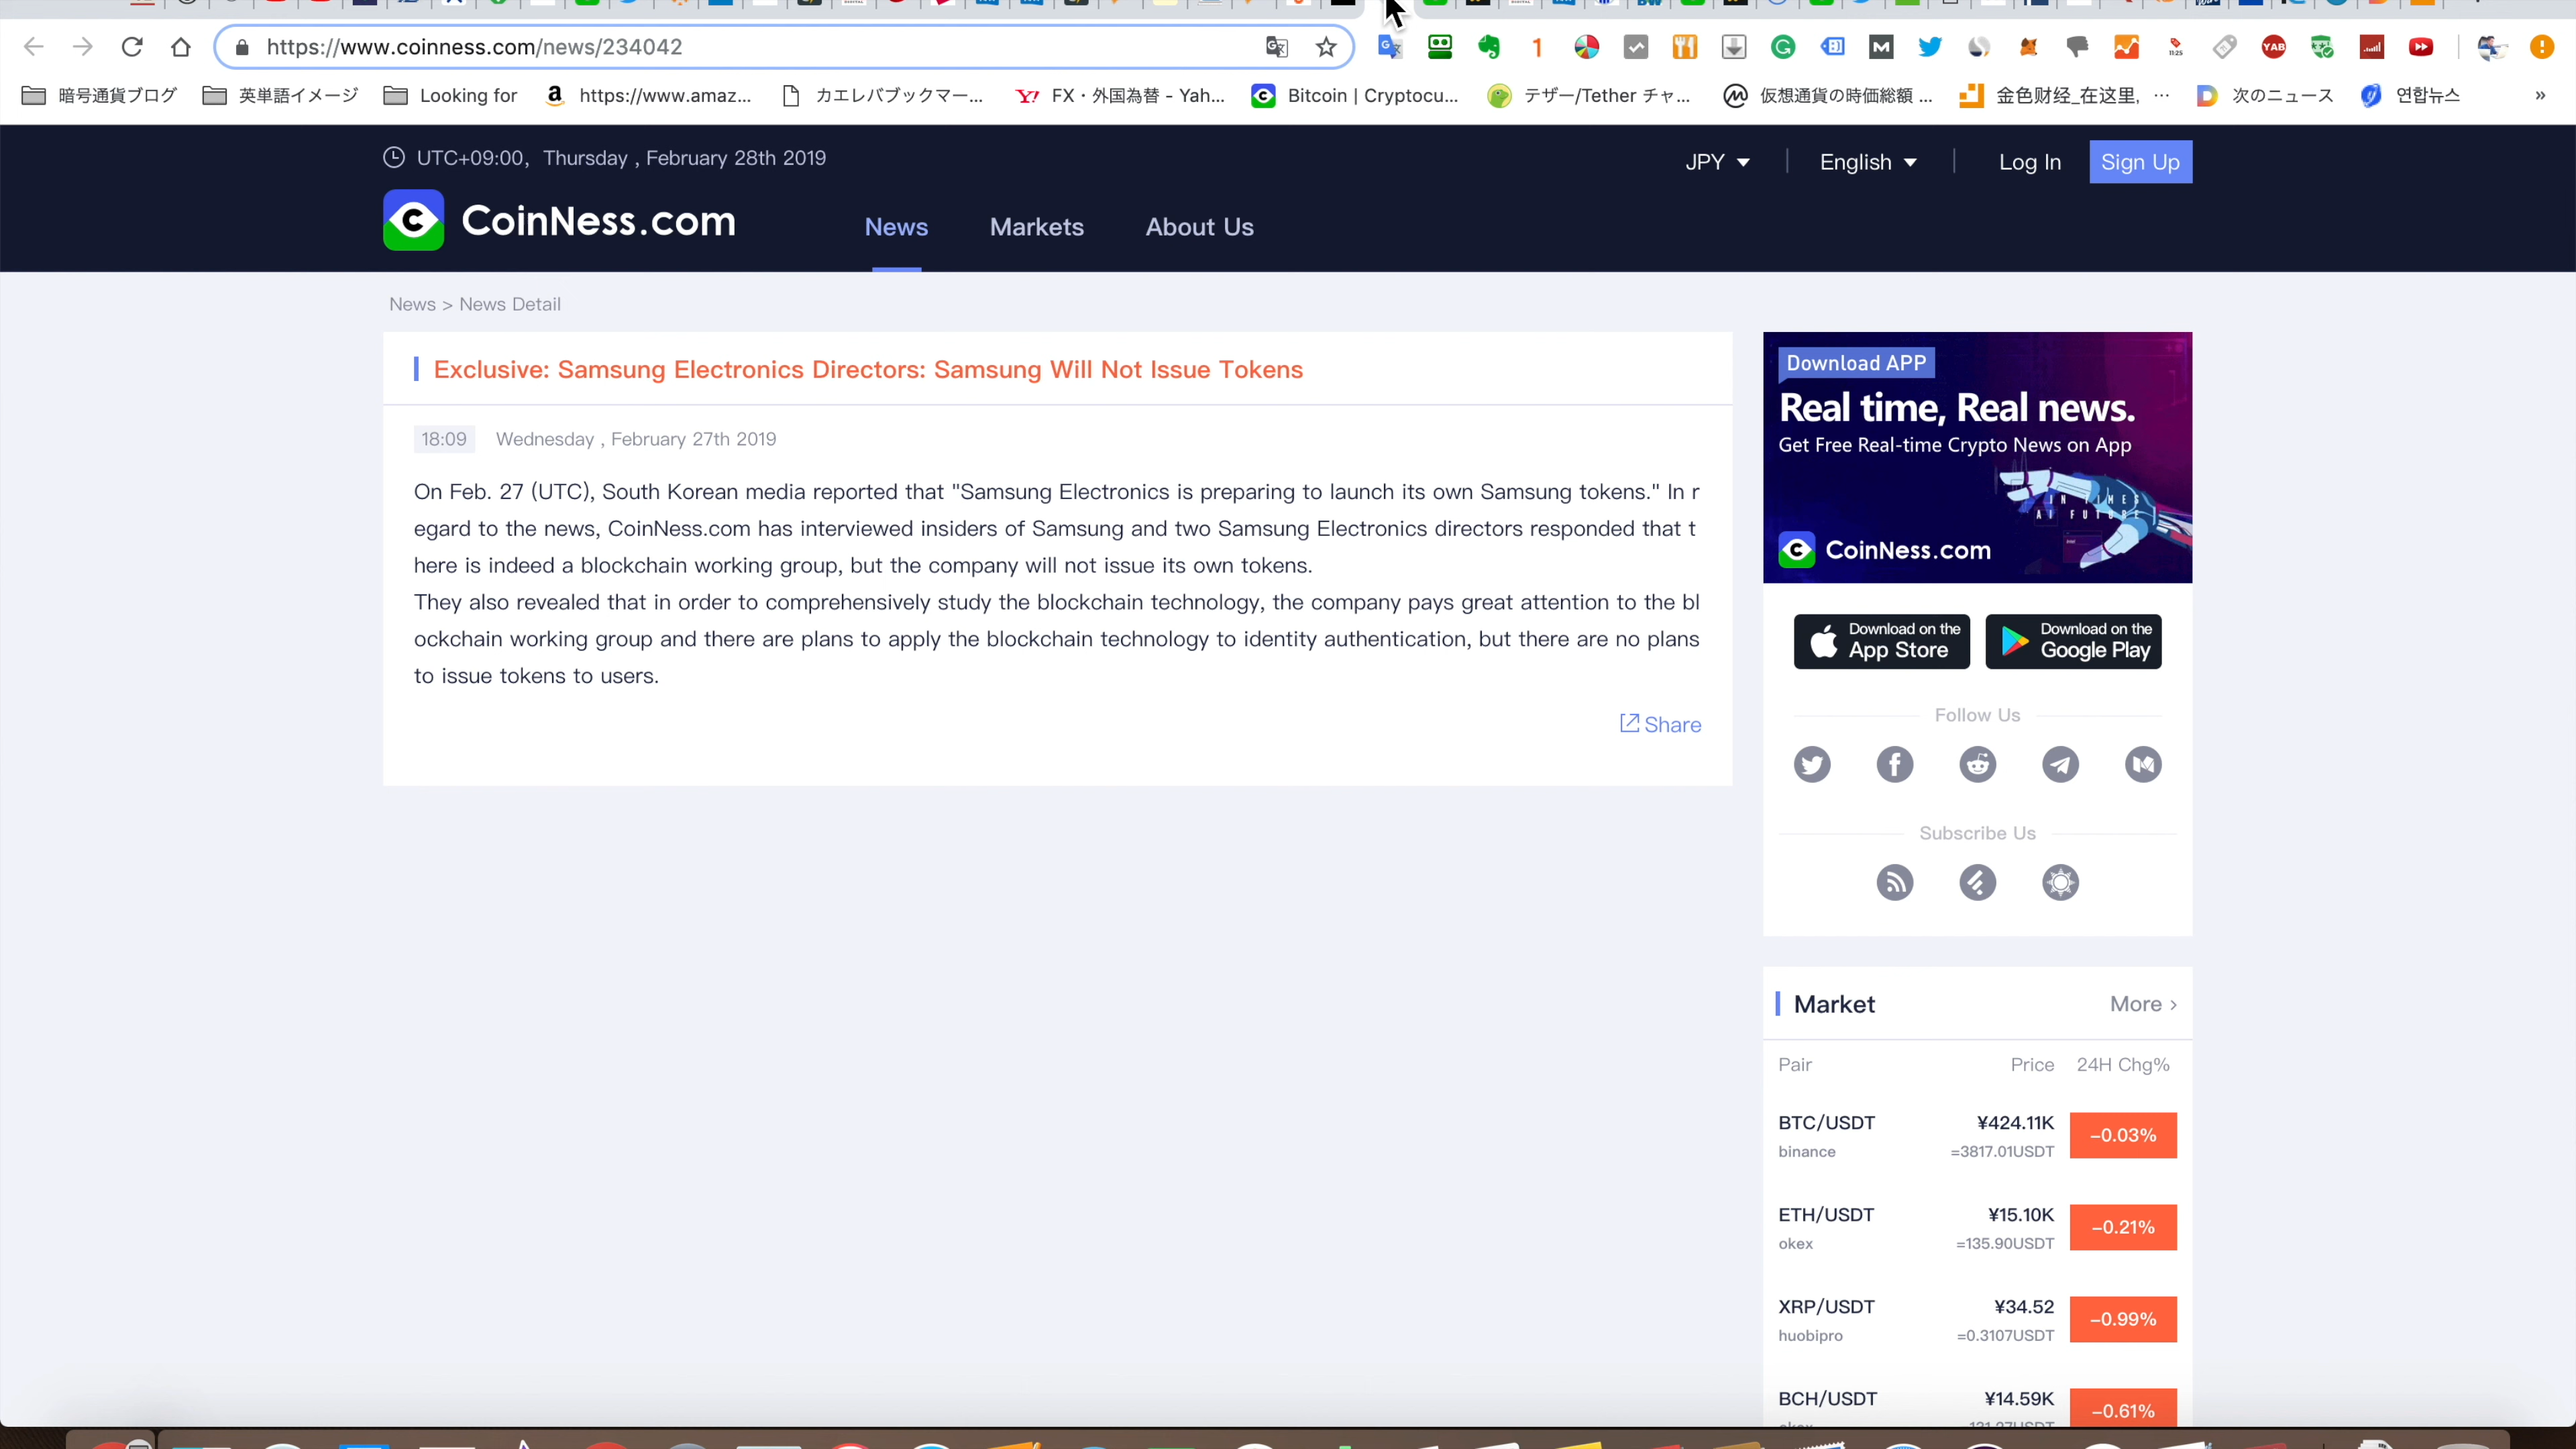 https://www.coinness.com/news/234042
暗号通貨ブログ 英単語イメージ Looking for https://www.amaz... カエレバブックマー... FX・外国為替 - Yah... Bitcoin | Cryptocu... テザー/Tether チャ... 仮想通貨の時価総額 ... 金色财经_在这里, ... 次のニュース 연합뉴스 »
UTC+09:00, Thursday , February 28th 2019
JPY English Log In Sign Up
CoinNess.com
News Markets About Us
News > News Detail
Exclusive: Samsung Electronics Directors: Samsung Will Not Issue Tokens
18:09 Wednesday , February 27th 2019
On Feb. 27 (UTC), South Korean media reported that "Samsung Electronics is preparing to launch its own Samsung tokens." In r
egard to the news, CoinNess.com has interviewed insiders of Samsung and two Samsung Electronics directors responded that t
here is indeed a blockchain working group, but the company will not issue its own tokens.
They also revealed that in order to comprehensively study the blockchain technology, the company pays great attention to the bl
ockchain working group and there are plans to apply the blockchain technology to identity authentication, but there are no plans
to issue tokens to users.
Share
Download APP
Real time, Real news.
Get Free Real-time Crypto News on App
IN TIMES
AI FUTURE
CoinNess.com
Download on the
App Store
Download on the
Google Play
Follow Us
Subscribe Us
Market More >
Pair Price 24H Chg%
BTC/USDT ¥424.11K -0.03%
binance =3817.01USDT
ETH/USDT ¥15.10K -0.21%
okex =135.90USDT
XRP/USDT ¥34.52 -0.99%
huobipro =0.3107USDT
BCH/USDT ¥14.59K -0.61%